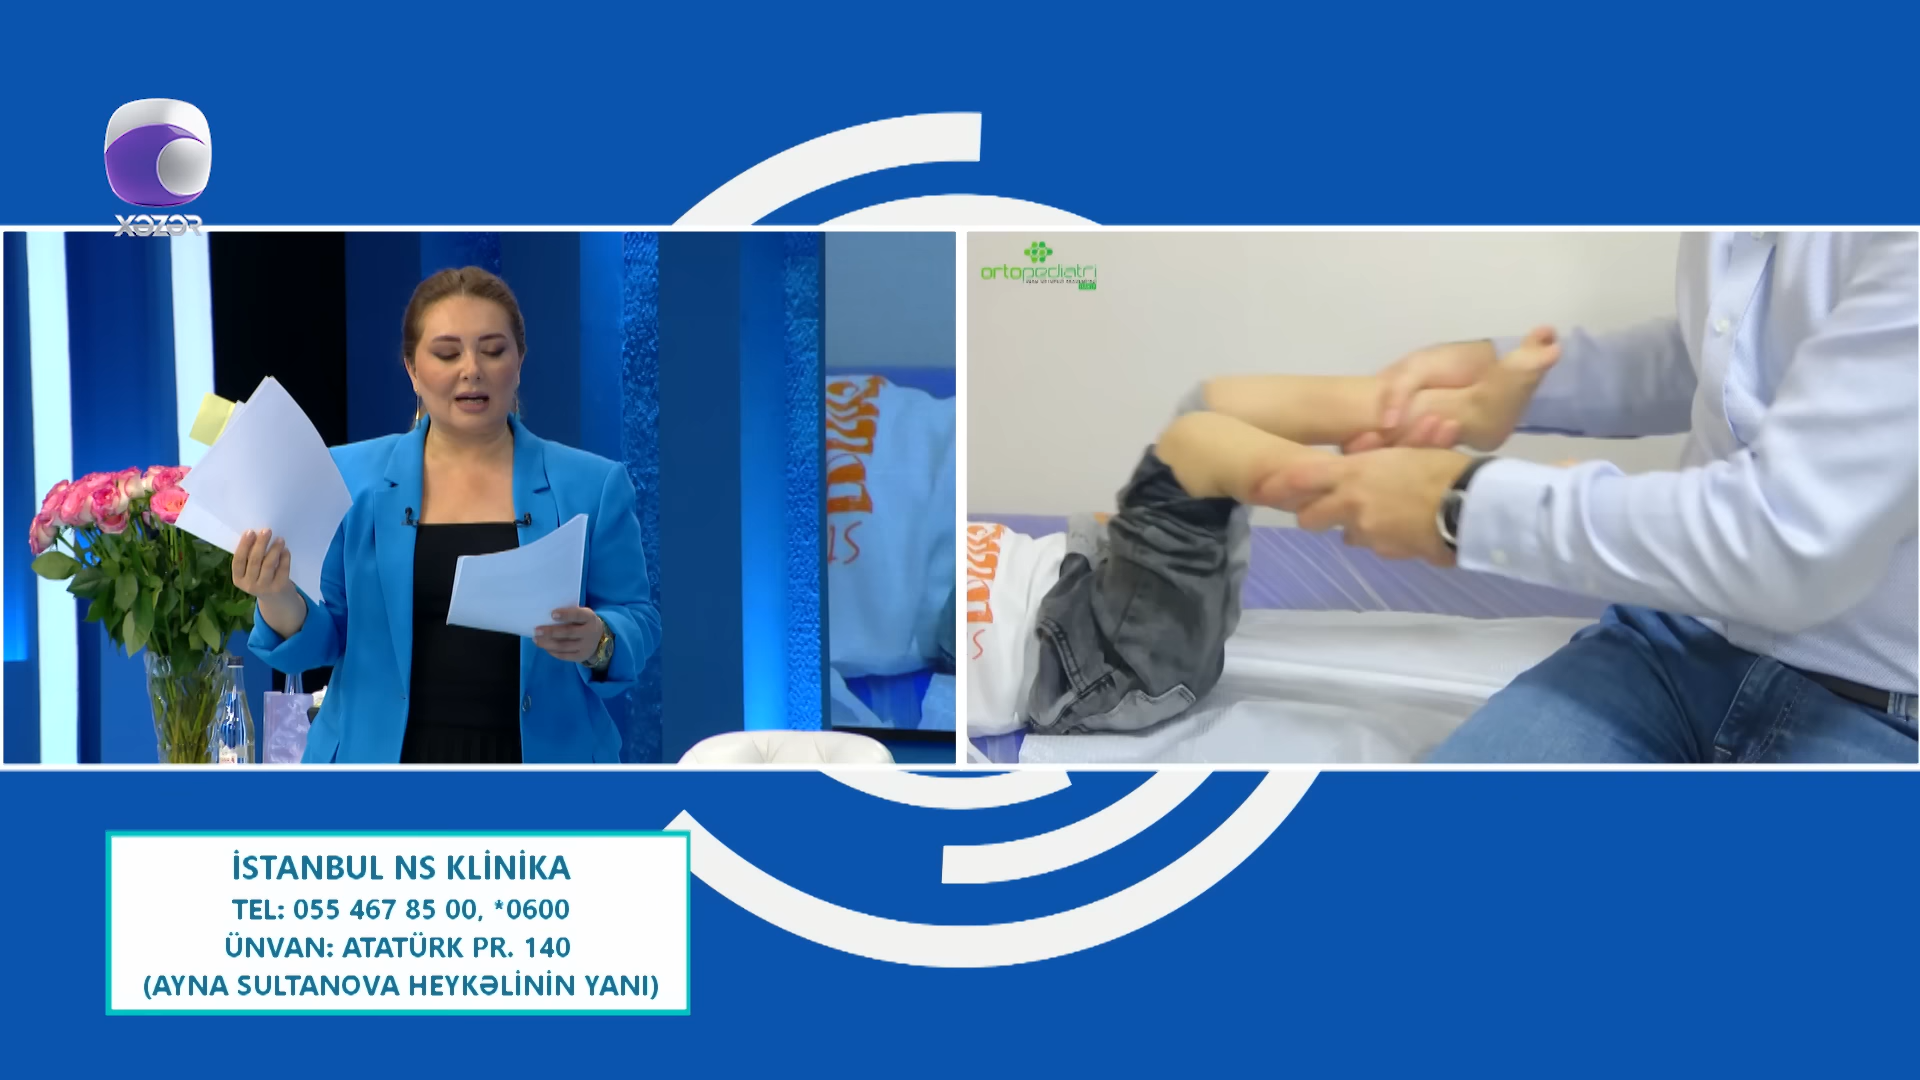 XƏZƏR
ortopediatri
İSTANBUL NS KLİNİKA
TEL: 055 467 85 00, *0600
ÜNVAN: ATATÜRK PR. 140
(AYNA SULTANOVA HEYKƏLİNİN YANI)